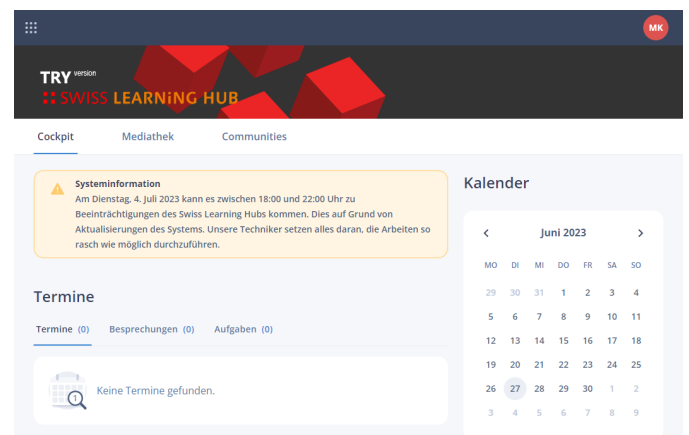 MK
TRY version
SWISS LEARNiNG HUB
Cockpit Mediathek Communities
Systeminformation
Am Dienstag, 4. Juli 2023 kann es zwischen 18:00 und 22:00 Uhr zu
Beeinträchtigungen des Swiss Learning Hubs kommen. Dies auf Grund von
Aktualisierungen des Systems. Unsere Techniker setzen alles daran, die Arbeiten so
rasch wie möglich durchzuführen.
Termine
Termine (0) Besprechungen (0) Aufgaben (0)
1
Keine Termine gefunden.
Kalender
Juni 2023
MO DI MI DO FR SA SO
29 30 31 1 2 3 4
5 6 7 8 9 10 11
12 13 14 15 16 17 18
19 20 21 22 23 24 25
26 27 28 29 30 1 2
3 4 5 6 7 8 9